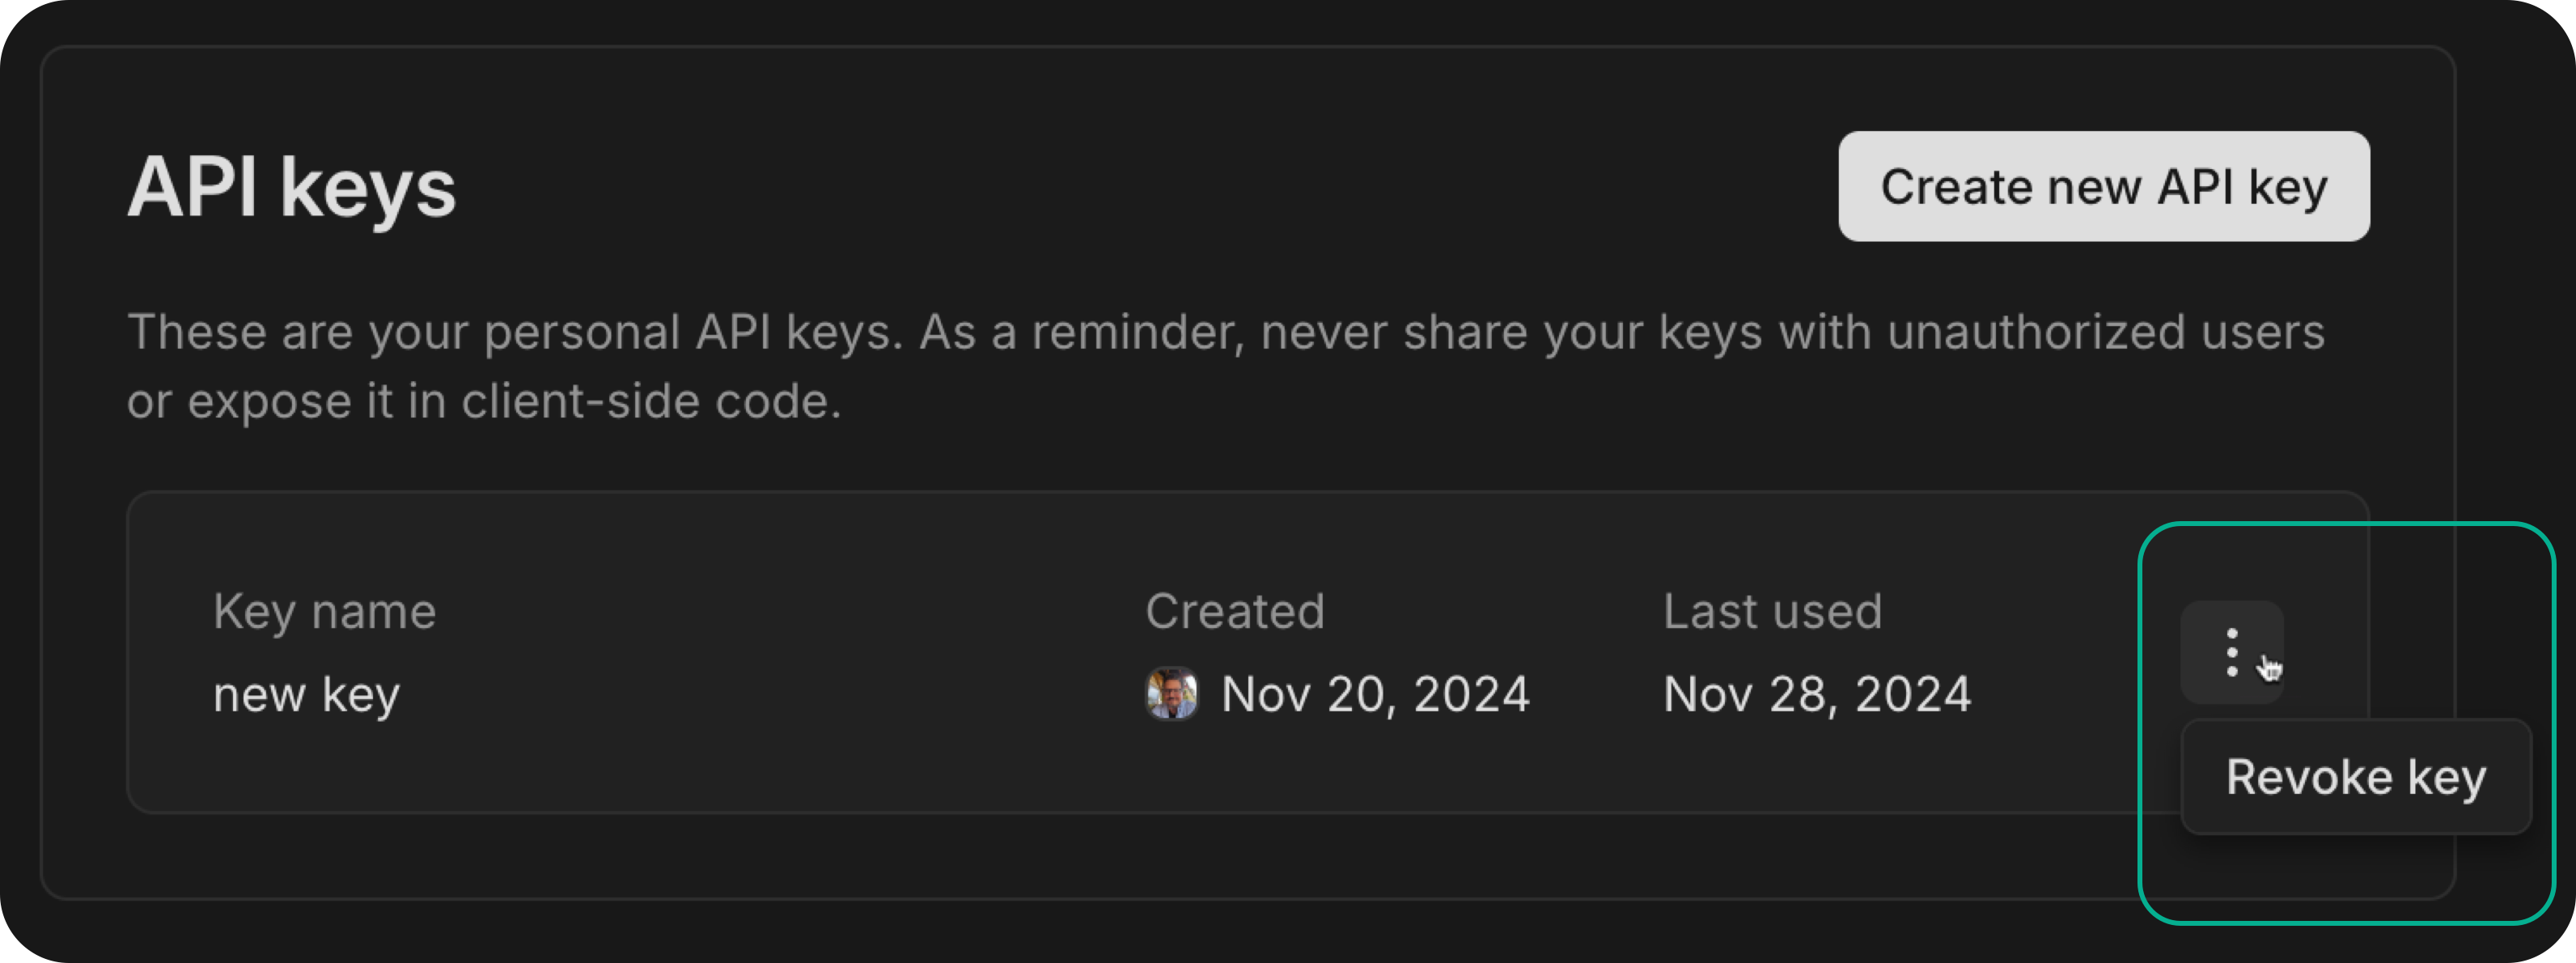 API keys
Create new API key
These are your personal API keys. As a reminder, never share your keys with unauthorized users
or expose it in client-side code.
Key name
Created
Last used
new key
Nov 20, 2024
Nov 28, 2024
Revoke key